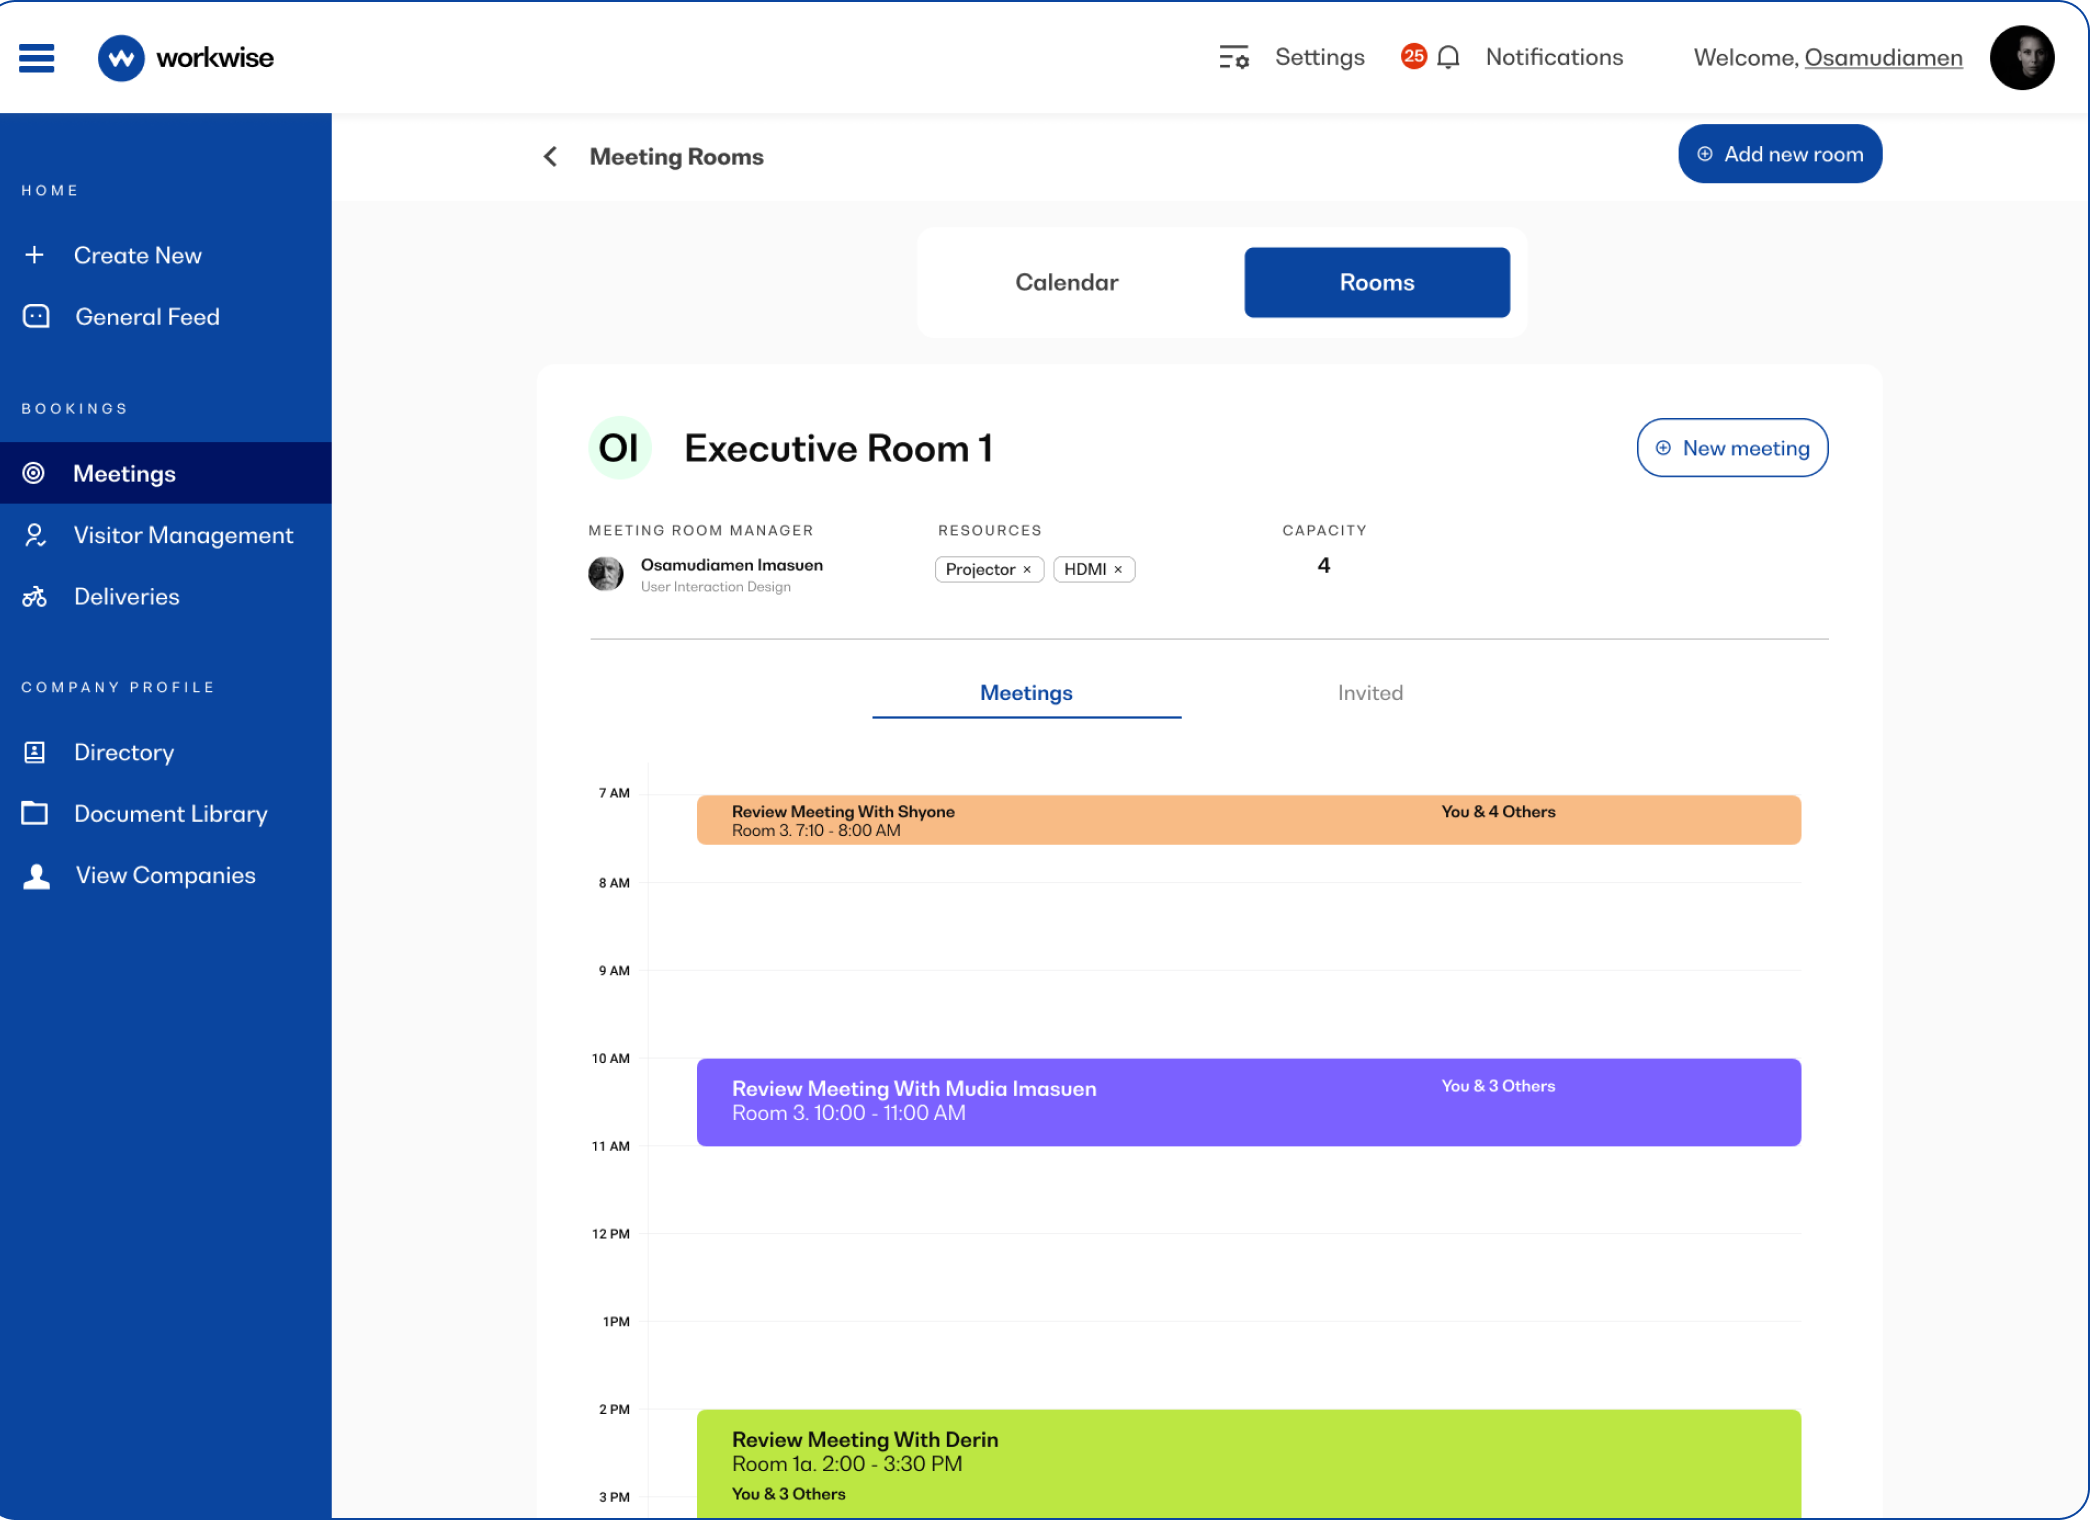 workwise
Settings
25
Notifications
Welcome, Osamudiamen
Meeting Rooms
Add new room
HOME
Create New
General Feed
BOOKINGS
Meetings
Visitor Management
Deliveries
COMPANY PROFILE
Directory
Document Library
View Companies
Calendar
Rooms
OI
Executive Room 1
New meeting
MEETING ROOM MANAGER
Osamudiamen Imasuen
User Interaction Design
RESOURCES
Projector ×
HDMI ×
CAPACITY
4
Meetings
Invited
7 AM
Review Meeting With Shyone
Room 3. 7:10 - 8:00 AM
You & 4 Others
8 AM
9 AM
10 AM
Review Meeting With Mudia Imasuen
Room 3. 10:00 - 11:00 AM
You & 3 Others
11 AM
12 PM
1PM
2 PM
Review Meeting With Derin
Room 1a. 2:00 - 3:30 PM
You & 3 Others
3 PM